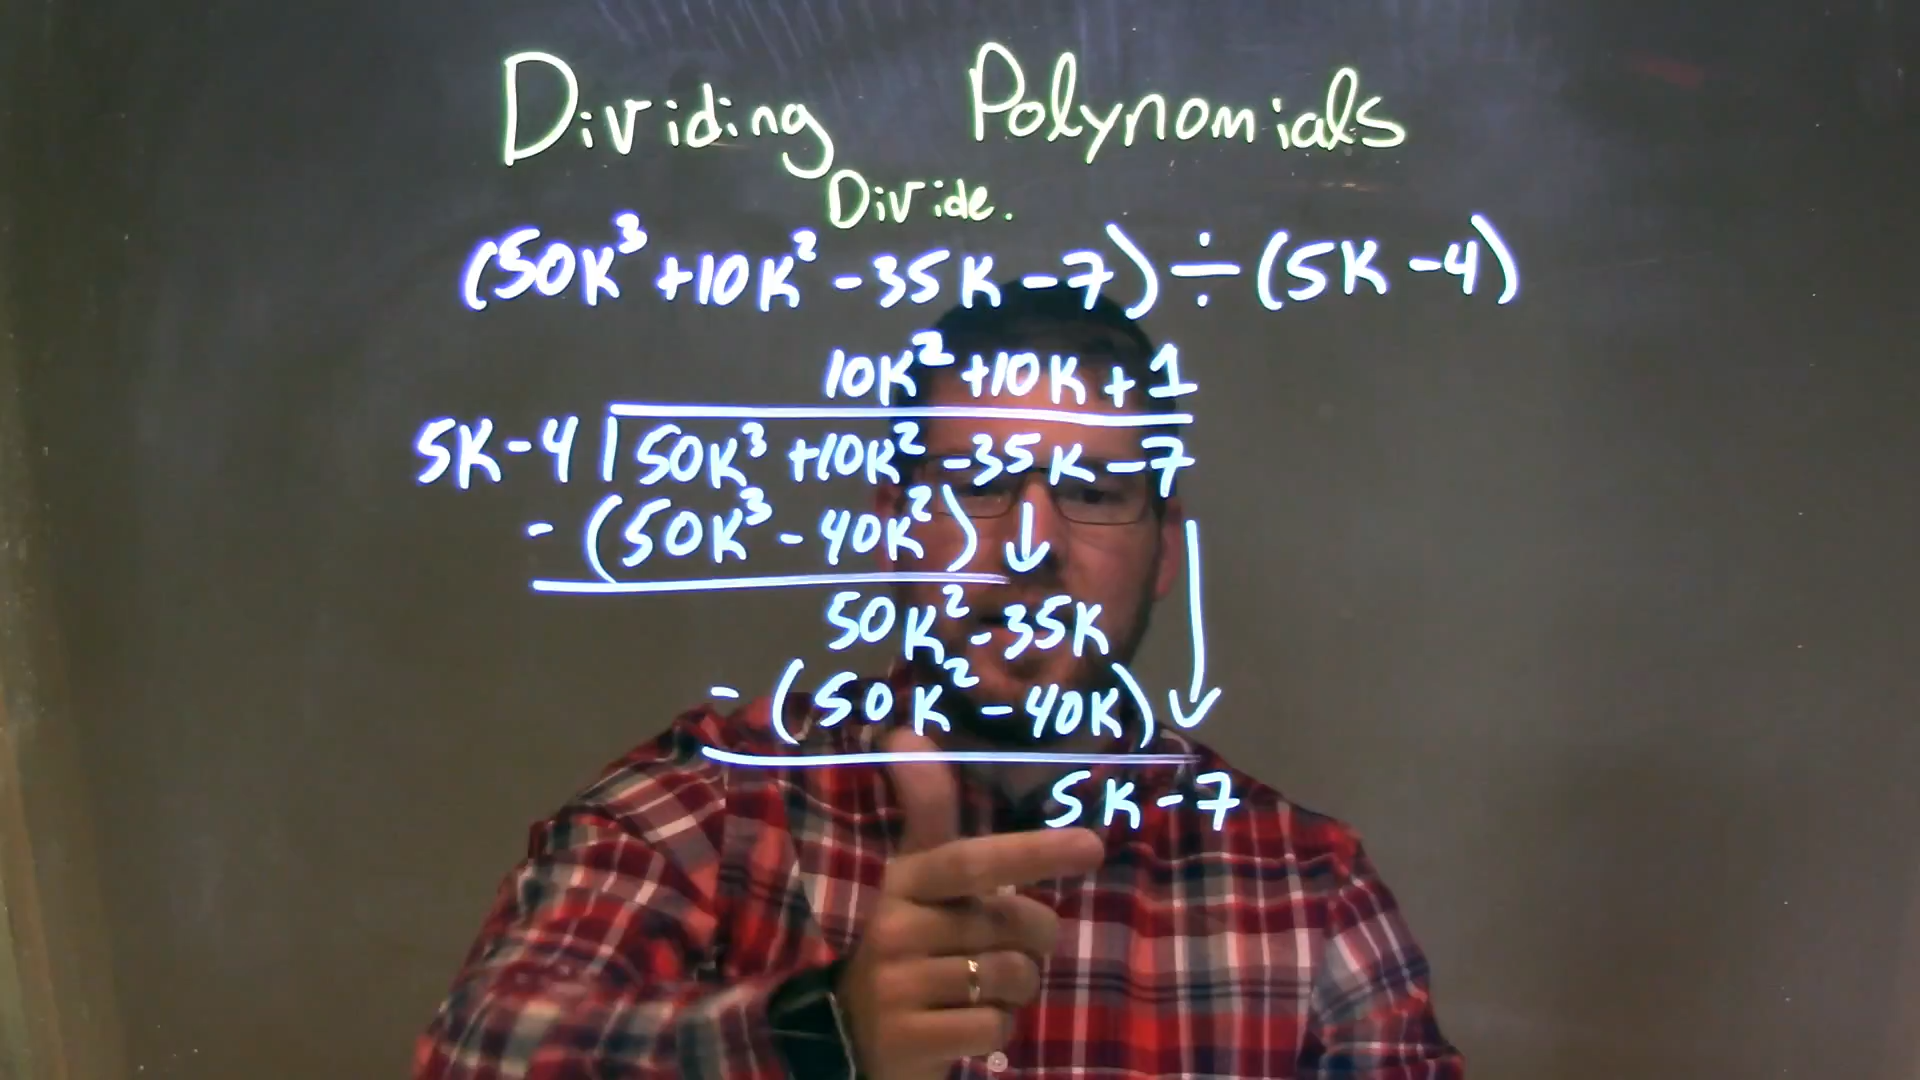 Dividing Polynomials
Divide.
(50K³ +10K² -35K -7) ÷ (5K -4)
10K² +10K + 1
5K-4 50K³ +10K² -35K -7
- (50K³ - 40K²) ↓
50K² -35K
- (50K² - 40K) ↓
5K -7